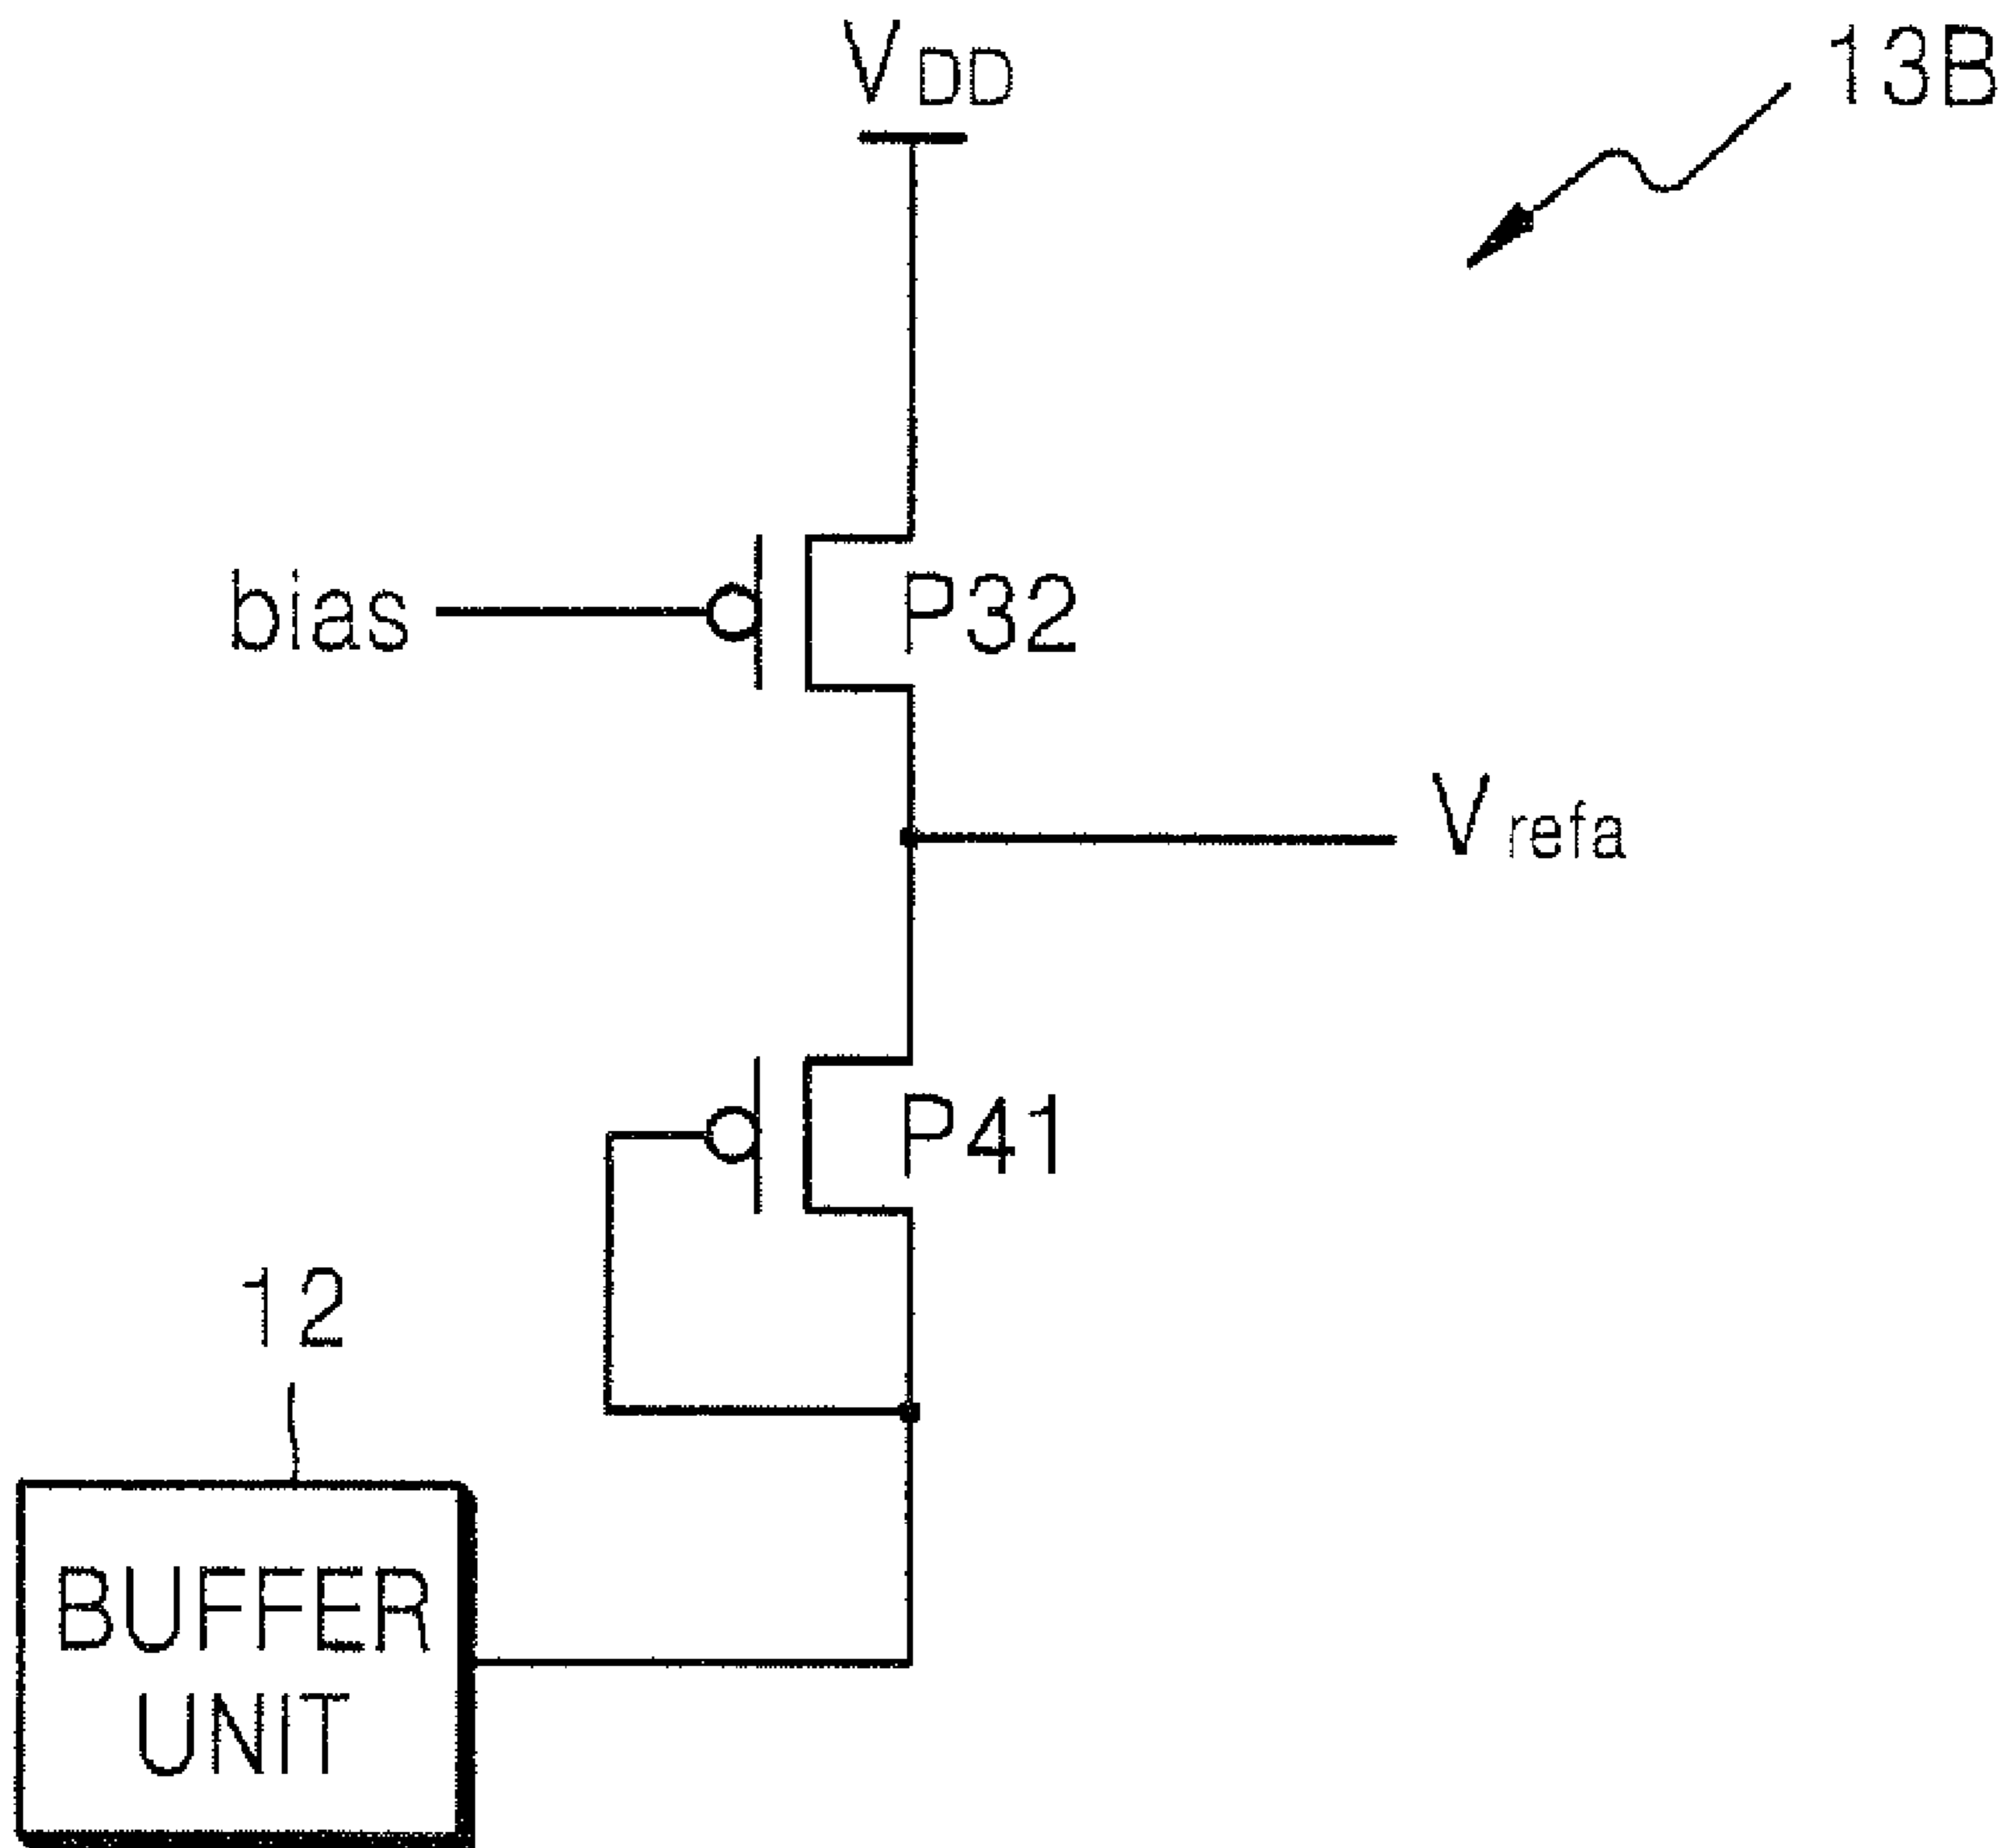 VDD
13B
bias
P32
Vrefa
P41
12
BUFFER
UNIT